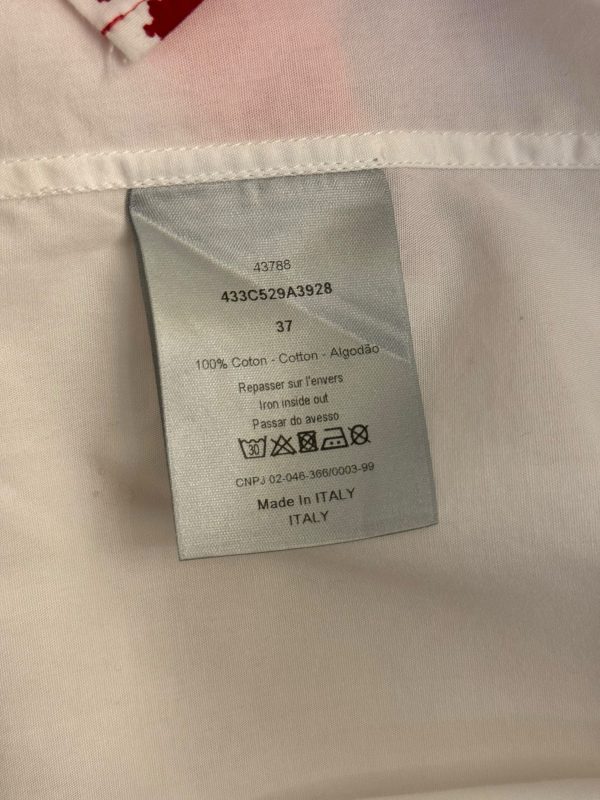 43788
433C529A3928
37
100% Coton - Cotton - Algodão
Repasser sur l'envers
Iron inside out
Passar do avesso
30
CNPJ 02-046-366/0003-99
Made In ITALY
ITALY